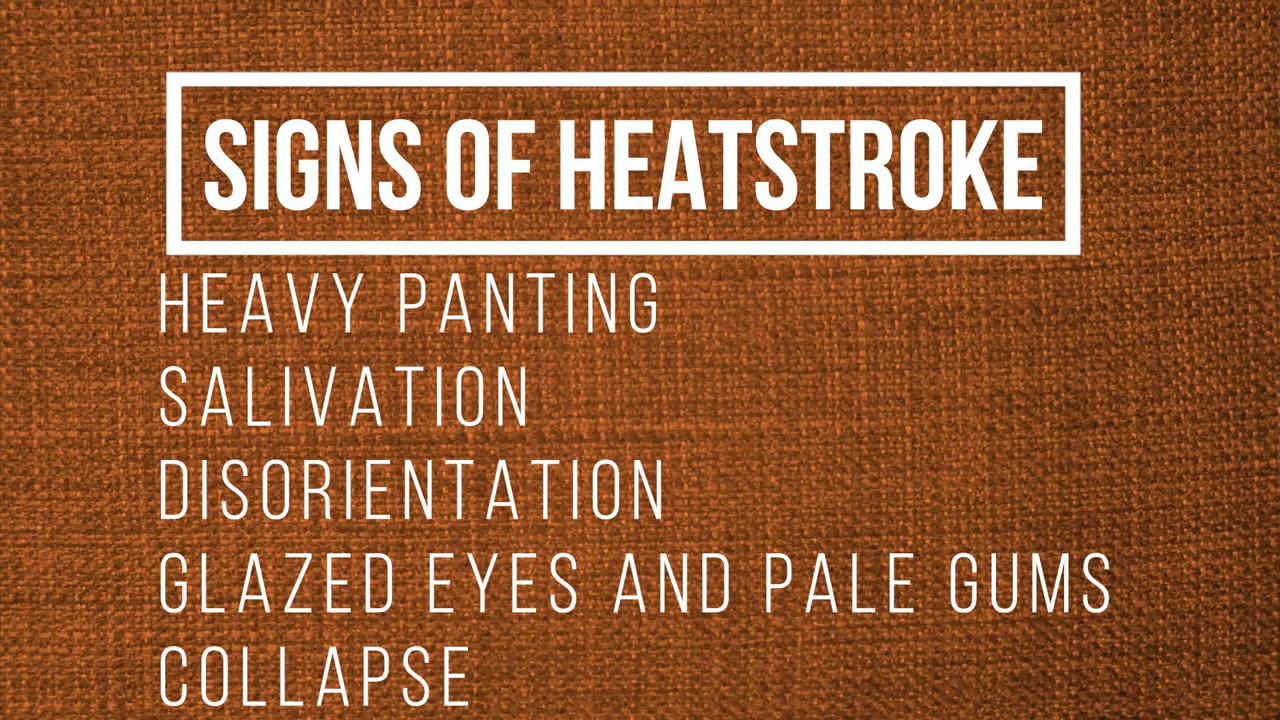 SIGNS OF HEATSTROKE
HEAVY PANTING
SALIVATION
DISORIENTATION
GLAZED EYES AND PALE GUMS
COLLAPSE